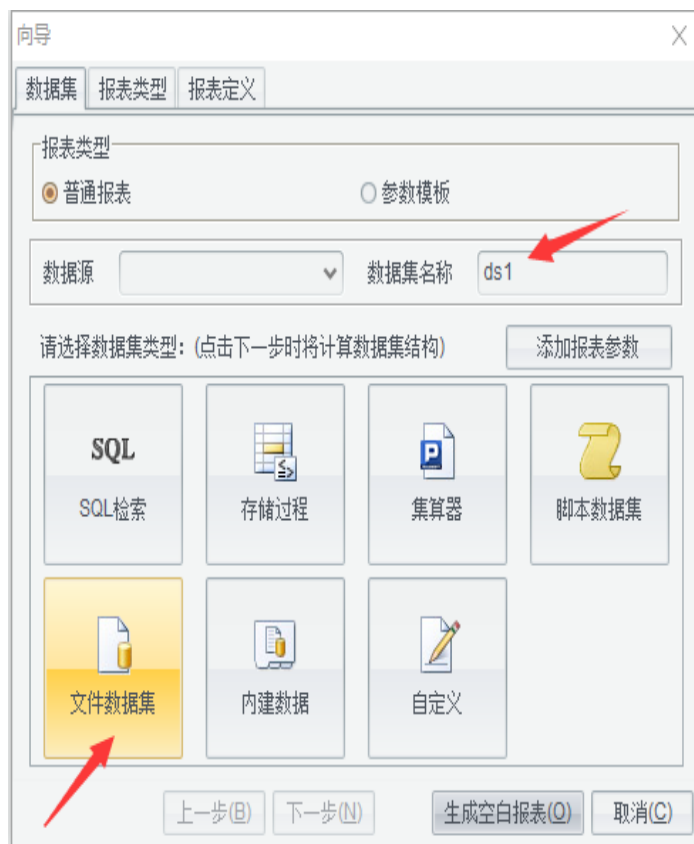 向导
数据集 报表类型 报表定义
报表类型
普通报表 参数模板
数据源 数据集名称 ds1
请选择数据集类型：(点击下一步时将计算数据集结构) 添加报表参数
SQL
SQL检索 存储过程 集算器 脚本数据集
文件数据集 内建数据 自定义
上一步(B) 下一步(N) 生成空白报表(O) 取消(C)